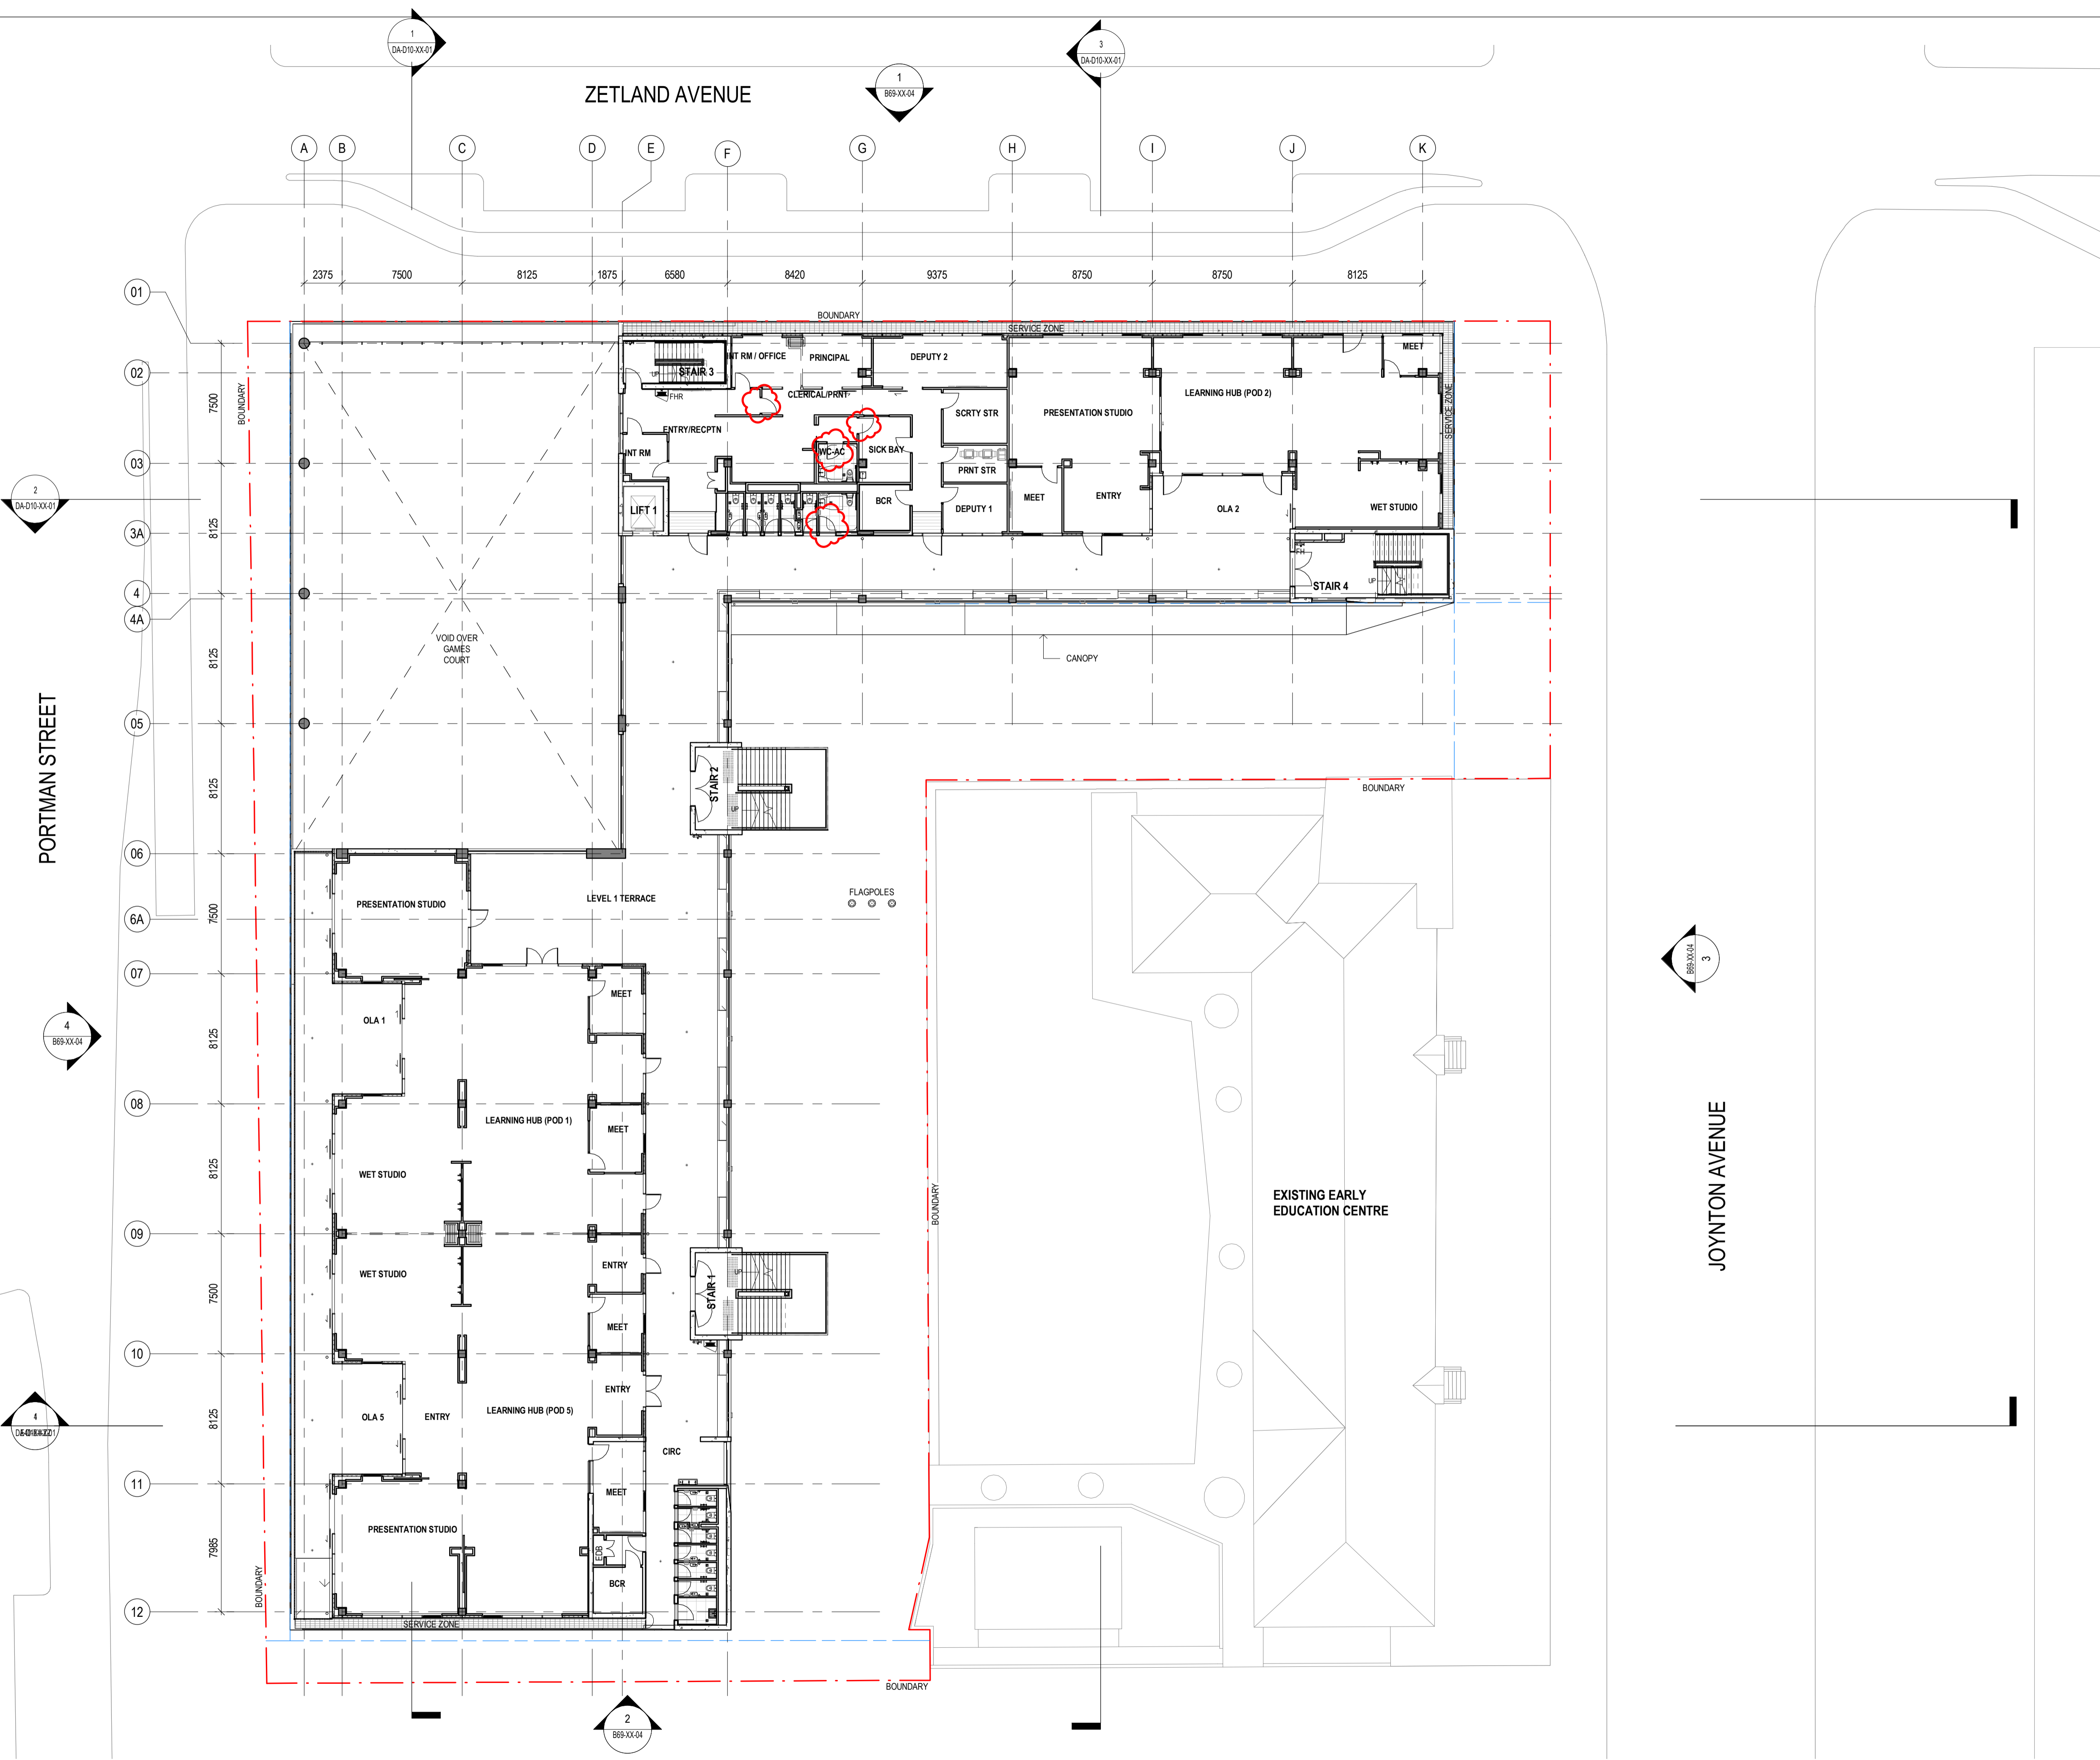 1
DA-D10-XX-01
3
DA-D10-XX-01
ZETLAND AVENUE
1
B69-XX-04
A
B
C
D
E
F
G
H
I
J
K
2375
7500
8125
1875
6580
8420
9375
8750
8750
8125
01
02
03
3A
4
4A
05
06
6A
07
08
09
10
11
12
7500
8125
8125
8125
7500
8125
8125
7500
8125
7985
BOUNDARY
SERVICE ZONE
BOUNDARY
SERVICE ZONE
INT RM / OFFICE
PRINCIPAL
DEPUTY 2
MEET
UP
STAIR 3
FHR
CLERICAL/PRNT
LEARNING HUB (POD 2)
SCRTY STR
PRESENTATION STUDIO
ENTRY/RECPTN
INT RM
WC-AC
SICK BAY
PRNT STR
BCR
MEET
ENTRY
LIFT 1
DEPUTY 1
OLA 2
WET STUDIO
FH
UP
STAIR 4
2
DA-D10-XX-01
VOID OVER
GAMES
COURT
CANOPY
PORTMAN STREET
STAIR 2
UP
BOUNDARY
PRESENTATION STUDIO
LEVEL 1 TERRACE
FLAGPOLES
MEET
OLA 1
4
B69-XX-04
B69-XX-04
3
LEARNING HUB (POD 1)
MEET
WET STUDIO
BOUNDARY
EXISTING EARLY
EDUCATION CENTRE
JOYNTON AVENUE
WET STUDIO
ENTRY
UP
STAIR 1
MEET
ENTRY
4
OLA 5
ENTRY
LEARNING HUB (POD 5)
CIRC
MEET
PRESENTATION STUDIO
EDB
BCR
BOUNDARY
SERVICE ZONE
BOUNDARY
2
B69-XX-04